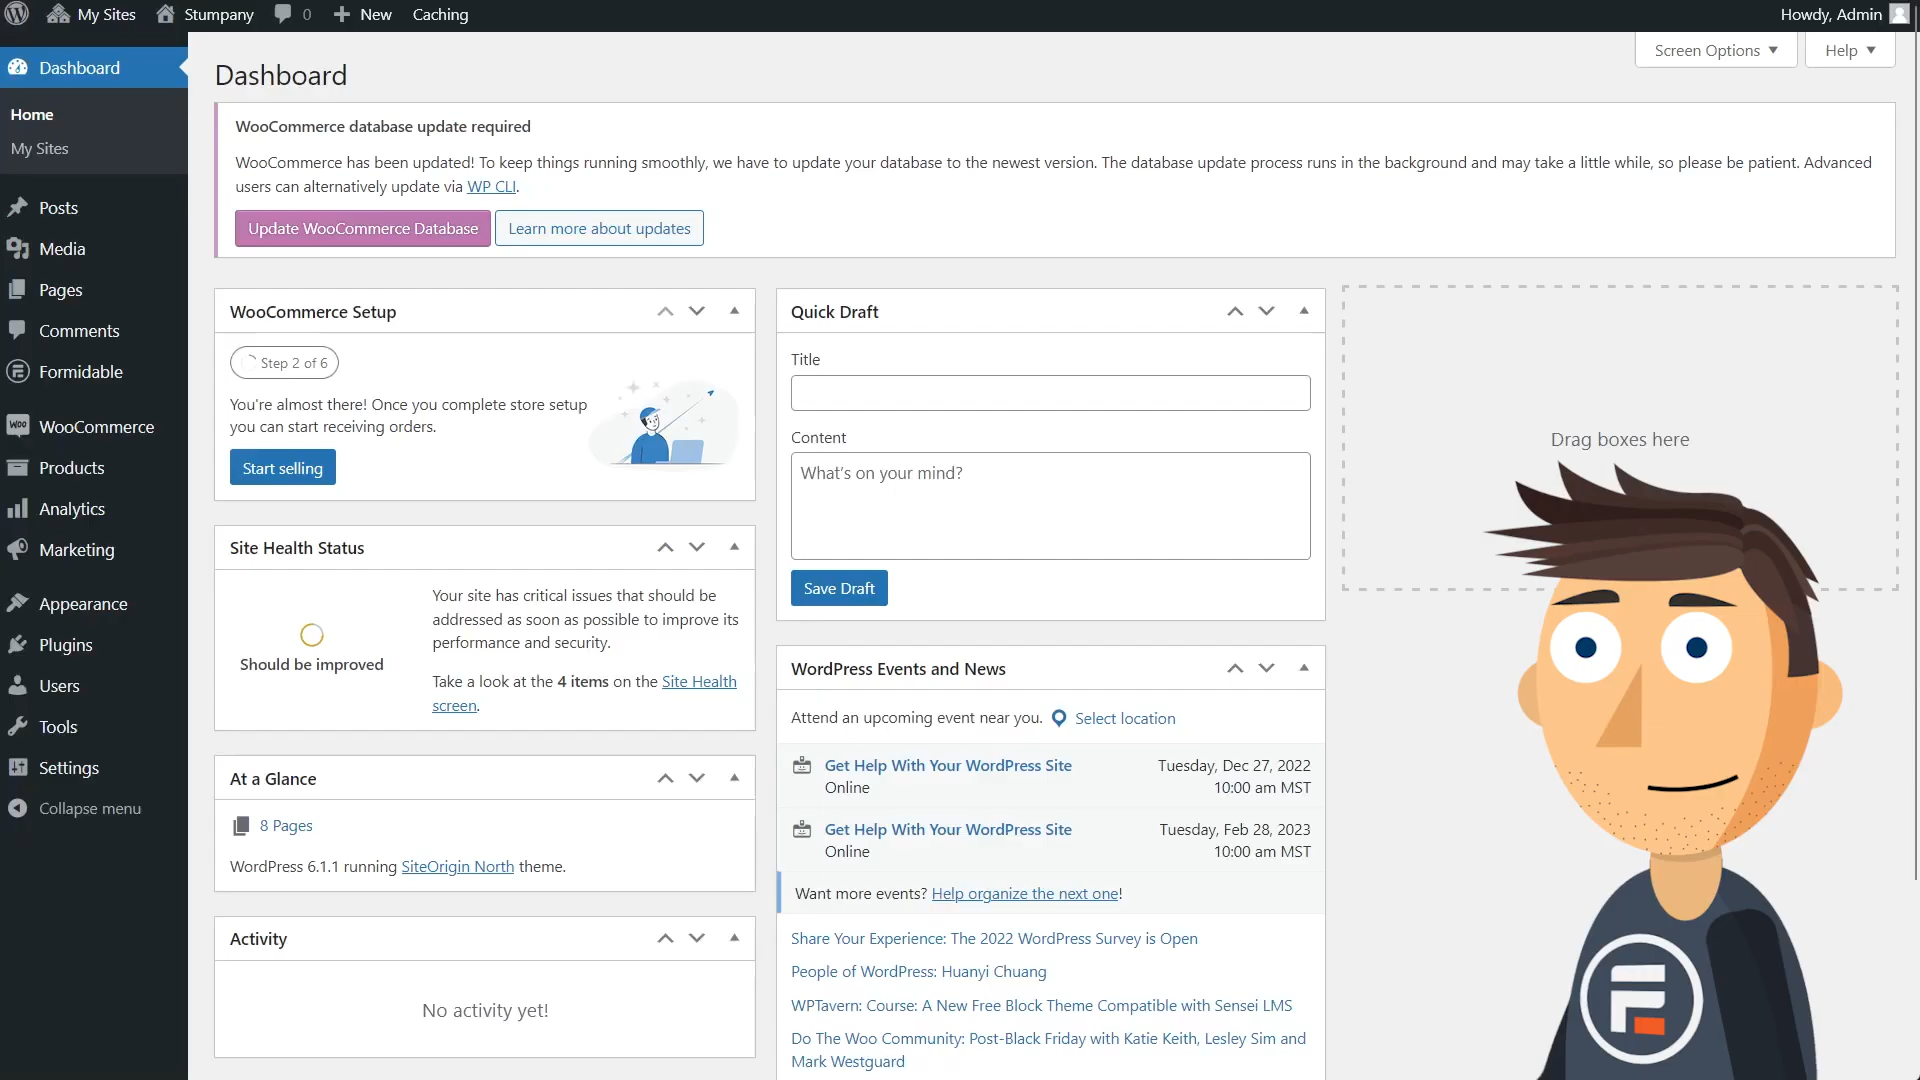 My Sites
Stumpany
0
New
Caching
Howdy, Admin
Dashboard
Home
My Sites
Posts
Media
Pages
Comments
Formidable
Woo
WooCommerce
Products
Analytics
Marketing
Appearance
Plugins
Users
Tools
Settings
Collapse menu
Screen Options
Help
Dashboard
WooCommerce database update required
WooCommerce has been updated! To keep things running smoothly, we have to update your database to the newest version. The database update process runs in the background and may take a little while, so please be patient. Advanced
users can alternatively update via WP CLI.
Update WooCommerce Database
Learn more about updates
WooCommerce Setup
Step 2 of 6
You're almost there! Once you complete store setup
you can start receiving orders.
Start selling
Site Health Status
Should be improved
Your site has critical issues that should be
addressed as soon as possible to improve its
performance and security.
Take a look at the 4 items on the Site Health
screen.
At a Glance
8 Pages
WordPress 6.1.1 running SiteOrigin North theme.
Activity
No activity yet!
Quick Draft
Title
Content
What's on your mind?
Save Draft
WordPress Events and News
Attend an upcoming event near you. Select location
Get Help With Your WordPress Site
Online
Tuesday, Dec 27, 2022
10:00 am MST
Get Help With Your WordPress Site
Online
Tuesday, Feb 28, 2023
10:00 am MST
Want more events? Help organize the next one!
Share Your Experience: The 2022 WordPress Survey is Open
People of WordPress: Huanyi Chuang
WPTavern: Course: A New Free Block Theme Compatible with Sensei LMS
Do The Woo Community: Post-Black Friday with Katie Keith, Lesley Sim and
Mark Westguard
Drag boxes here